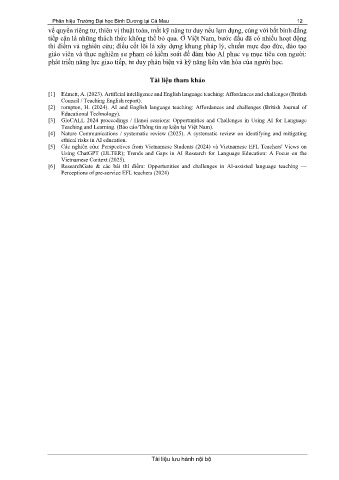 Phân hiệu Trường Đại học Bình Dương tại Cà Mau 12
về quyền riêng tư, thiên vị thuật toán, mất kỹ năng tư duy nếu lạm dụng, cùng với bất bình đẳng
tiếp cận là những thách thức không thể bỏ qua. Ở Việt Nam, bước đầu đã có nhiều hoạt động
thí điểm và nghiên cứu; điều cốt lõi là xây dựng khung pháp lý, chuẩn mực đạo đức, đào tạo
giáo viên và thực nghiệm sư phạm có kiểm soát để đảm bảo AI phục vụ mục tiêu con người:
phát triển năng lực giao tiếp, tư duy phản biện và kỹ năng liên văn hóa của người học.
Tài liệu tham khảo
[1] Edmett, A. (2023). Artificial intelligence and English language teaching: Affordances and challenges (British
Council / Teaching English report).
[2] rompton, H. (2024). AI and English language teaching: Affordances and challenges (British Journal of
Educational Technology).
[3] GloCALL 2024 proceedings / Hanoi sessions: Opportunities and Challenges in Using AI for Language
Teaching and Learning. (Báo cáo/Thông tin sự kiện tại Việt Nam).
[4] Nature Communications / systematic review (2025). A systematic review on identifying and mitigating
ethical risks in AI education.
[5] Các nghiên cứu: Perspectives from Vietnamese Students (2024) và Vietnamese EFL Teachers' Views on
Using ChatGPT (IJLTER); Trends and Gaps in AI Research for Language Education: A Focus on the
Vietnamese Context (2025).
[6] ResearchGate & các bài thí điểm: Opportunities and challenges in AI-assisted language teaching —
Perceptions of pre-service EFL teachers (2024)
Tài liệu lưu hành nội bộ